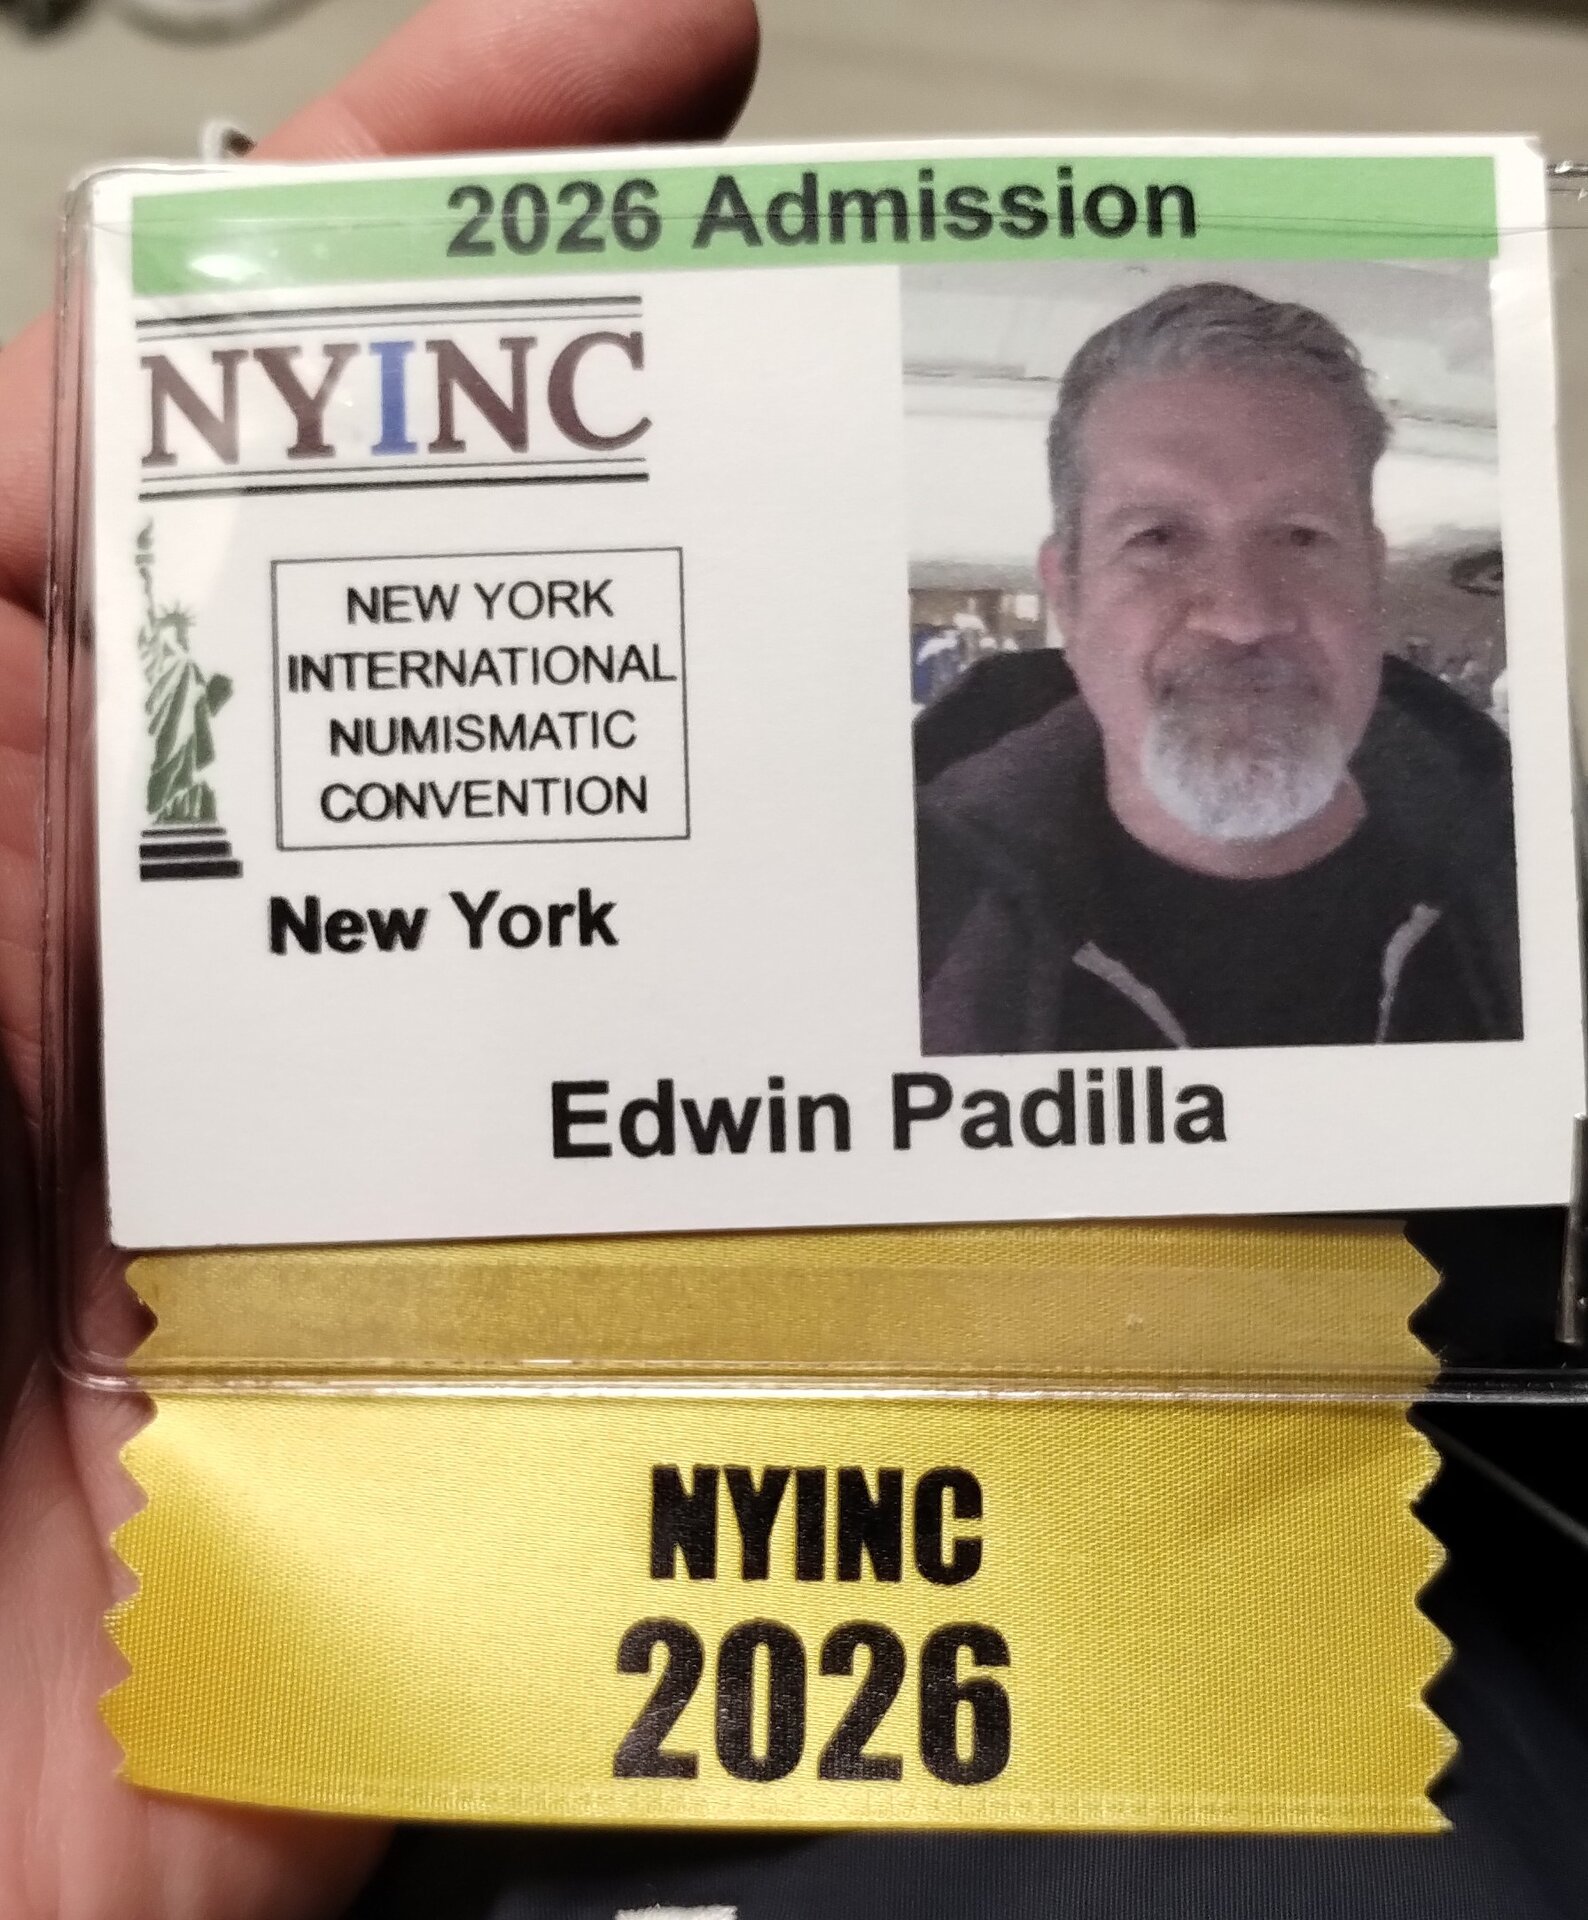 2026 Admission
NYINC
NEW YORK
INTERNATIONAL
NUMISMATIC
CONVENTION
New York
Edwin Padilla
NYINC
2026